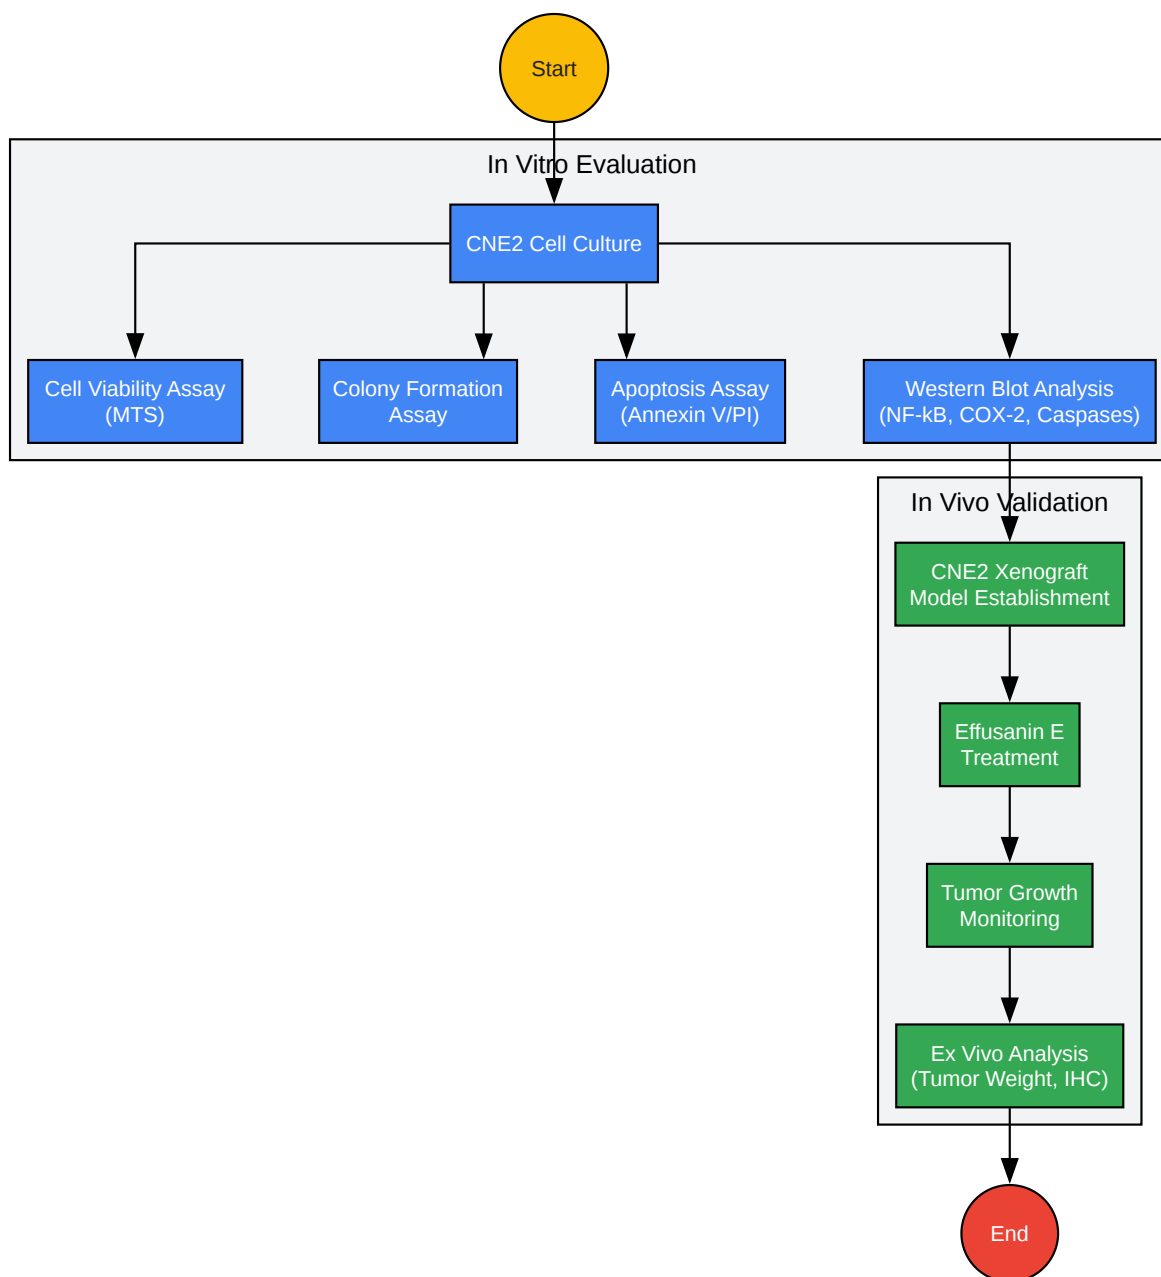 Start
In Vitro Evaluation
CNE2 Cell Culture
Cell Viability Assay
(MTS)
Colony Formation
Assay
Apoptosis Assay
(Annexin V/PI)
Western Blot Analysis
(NF-kB, COX-2, Caspases)
In Vivo Validation
CNE2 Xenograft
Model Establishment
Effusanin E
Treatment
Tumor Growth
Monitoring
Ex Vivo Analysis
(Tumor Weight, IHC)
End